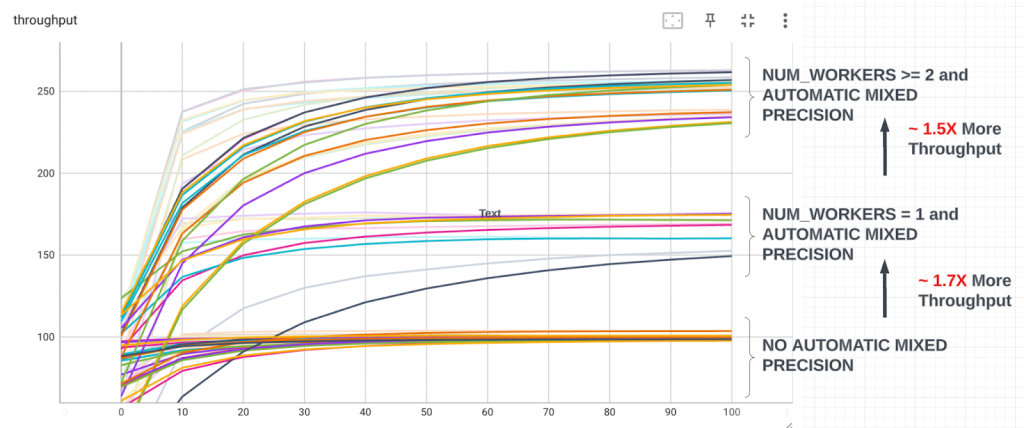 throughput
250
200
150
100
0
10
20
30
40
50
60
70
80
90
100
Text
NUM_WORKERS >= 2 and
AUTOMATIC MIXED
PRECISION
~ 1.5X More
Throughput
NUM_WORKERS = 1 and
AUTOMATIC MIXED
PRECISION
~ 1.7X More
Throughput
NO AUTOMATIC MIXED
PRECISION